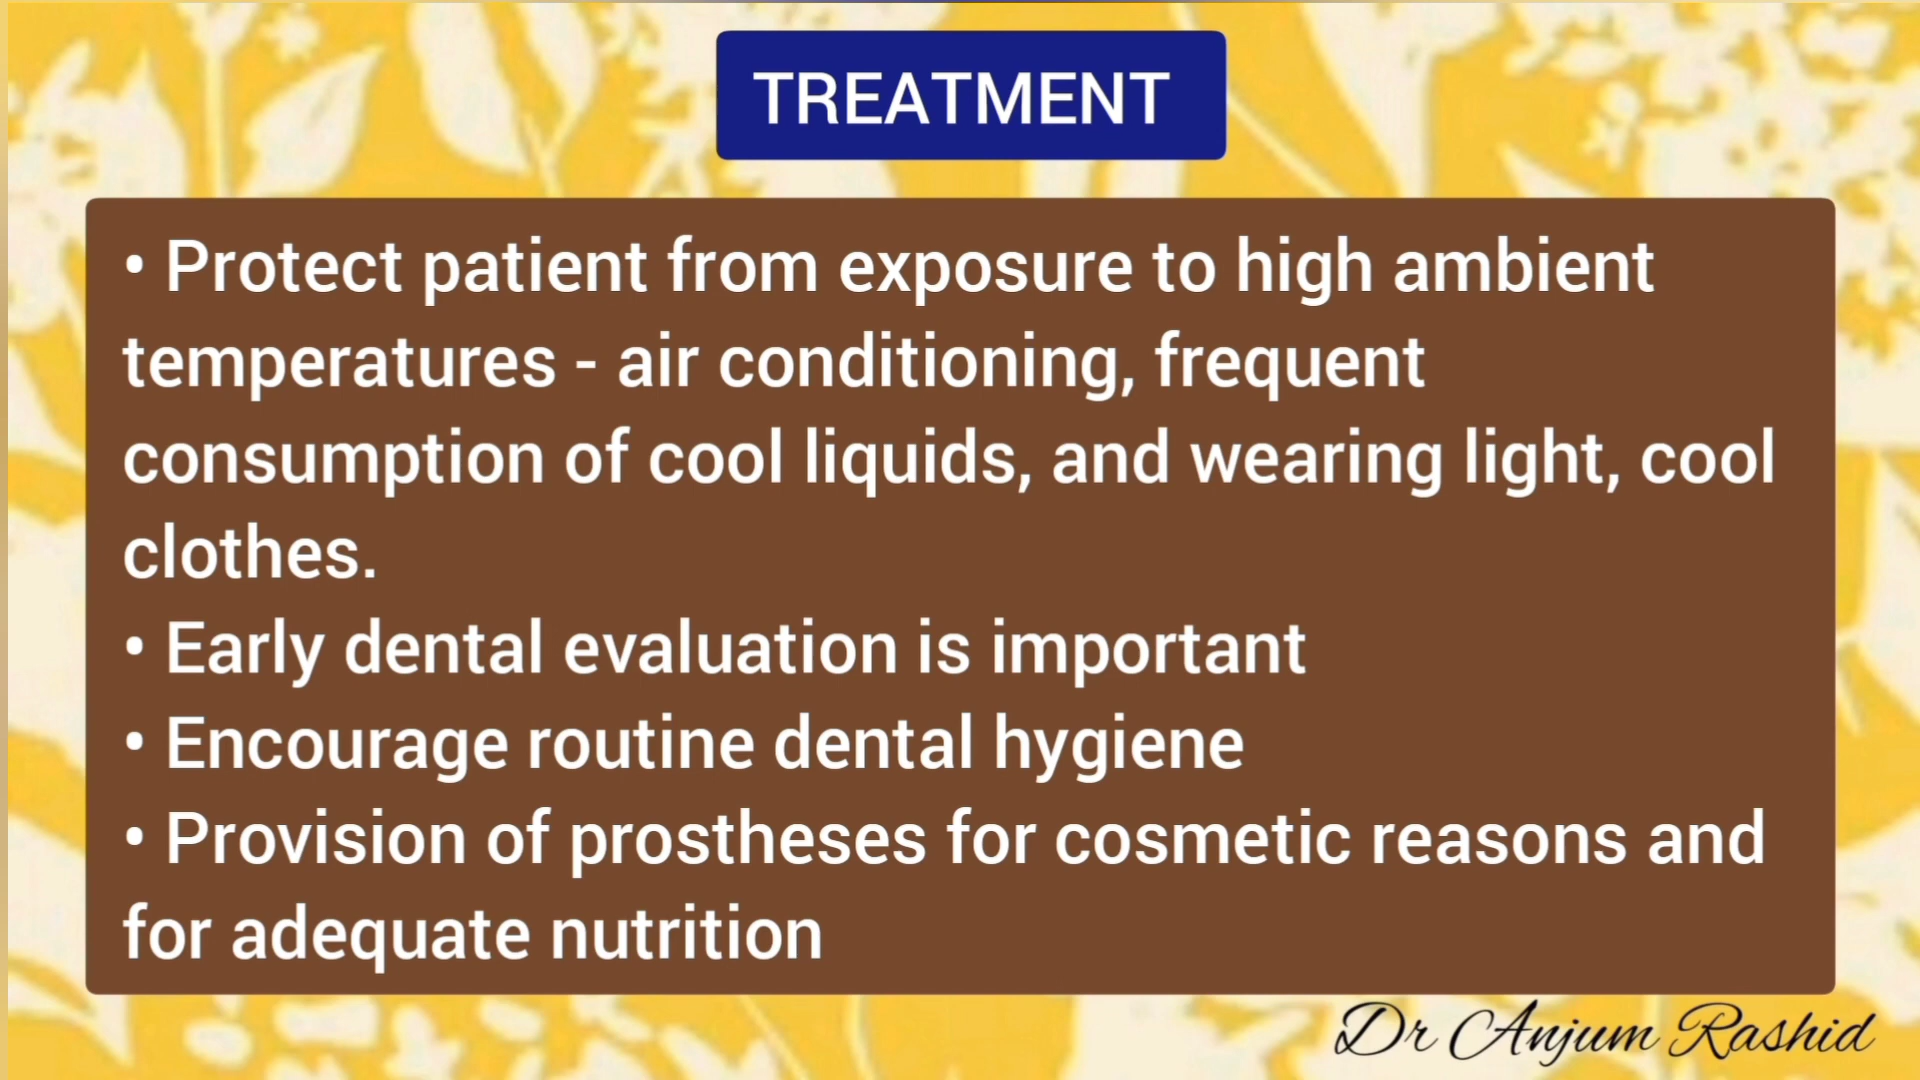 TREATMENT
• Protect patient from exposure to high ambient
temperatures - air conditioning, frequent
consumption of cool liquids, and wearing light, cool
clothes.
• Early dental evaluation is important
• Encourage routine dental hygiene
• Provision of prostheses for cosmetic reasons and
for adequate nutrition
Dr Anjum Rashid